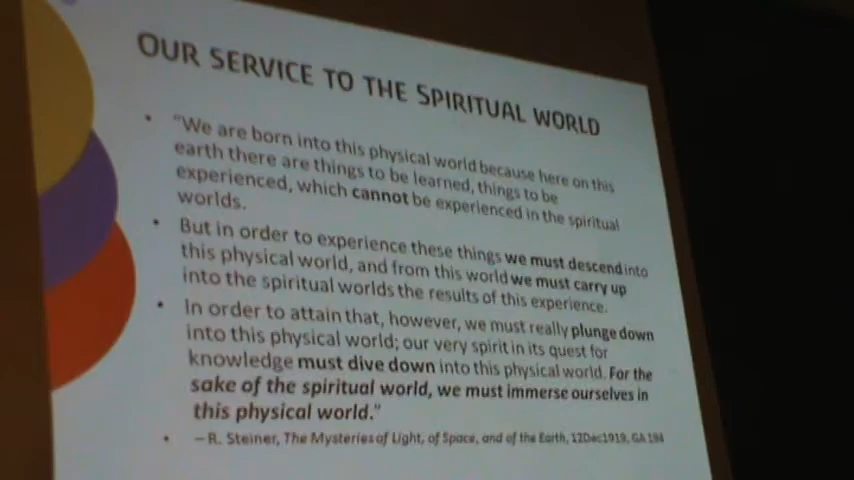 OUR SERVICE TO THE SPIRITUAL WORLD
• "We are born into this physical world because here on this
earth there are things to be learned, things to be
experienced, which cannot be experienced in the spiritual
worlds.
• But in order to experience these things we must descend into
this physical world, and from this world we must carry up
into the spiritual worlds the results of this experience.
• In order to attain that, however, we must really plunge down
into this physical world; our very spirit in its quest for
knowledge must dive down into this physical world. For the
sake of the spiritual world, we must immerse ourselves in
this physical world."
• – R. Steiner, The Mysteries of Light, of Space, and of the Earth, 12Dec1919, GA 194